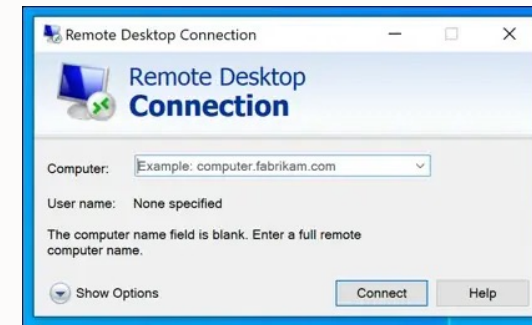 Remote Desktop Connection
Remote Desktop
Connection
Computer: Example: computer.fabrikam.com
User name: None specified
The computer name field is blank. Enter a full remote
computer name.
Show Options Connect Help